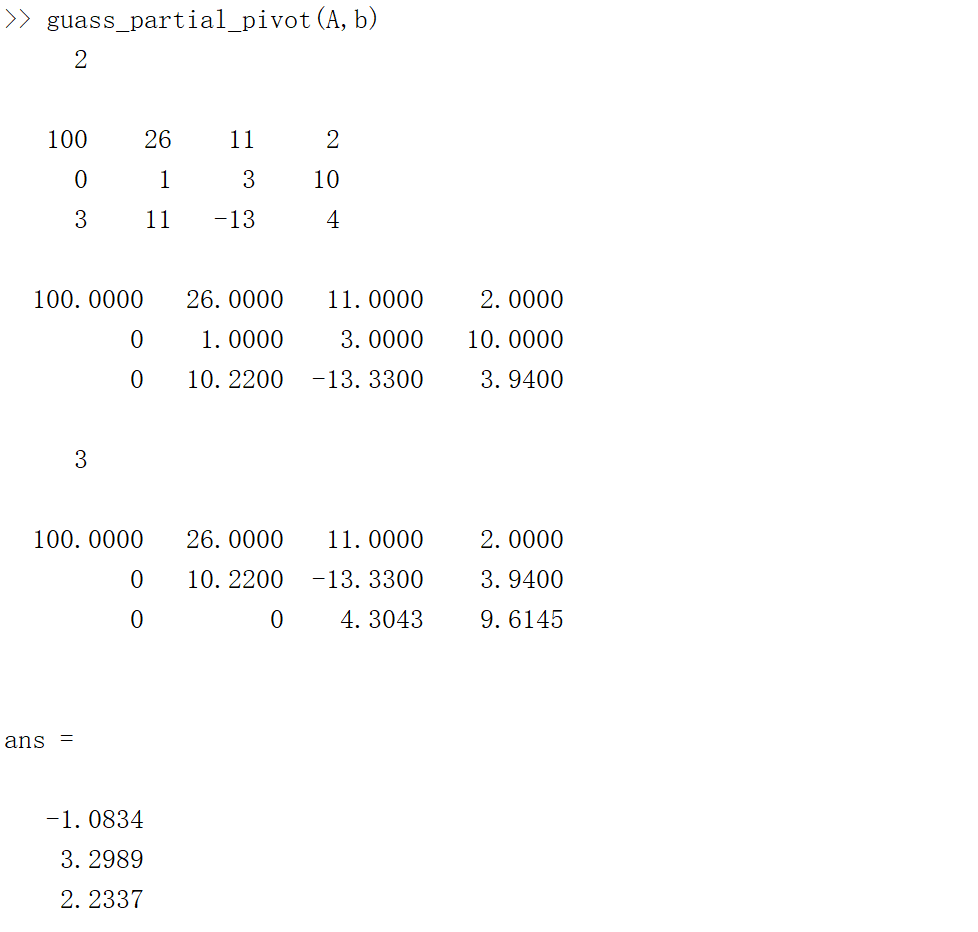 >> guass_partial_pivot(A,b)
2
100 26 11 2
0 1 3 10
3 11 -13 4
100.0000 26.0000 11.0000 2.0000
0 1.0000 3.0000 10.0000
0 10.2200 -13.3300 3.9400
3
100.0000 26.0000 11.0000 2.0000
0 10.2200 -13.3300 3.9400
0 0 4.3043 9.6145
ans =
-1.0834
3.2989
2.2337